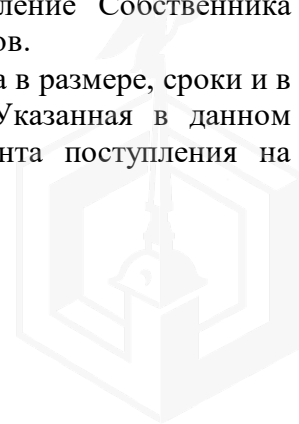 ление Собственника
ов.
а в размере, сроки и в
Указанная в данном
нта поступления на